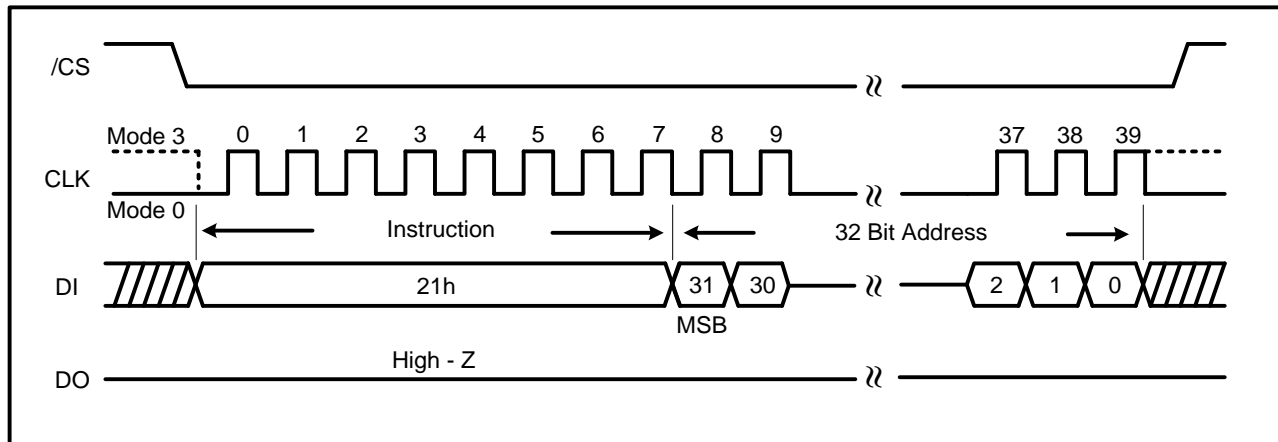 /CS
Mode 3 0 1 2 3 4 5 6 7 8 9 37 38 39
CLK
Mode 0
Instruction 32 Bit Address
DI 21h 31 30 2 1 0
MSB
High - Z
DO